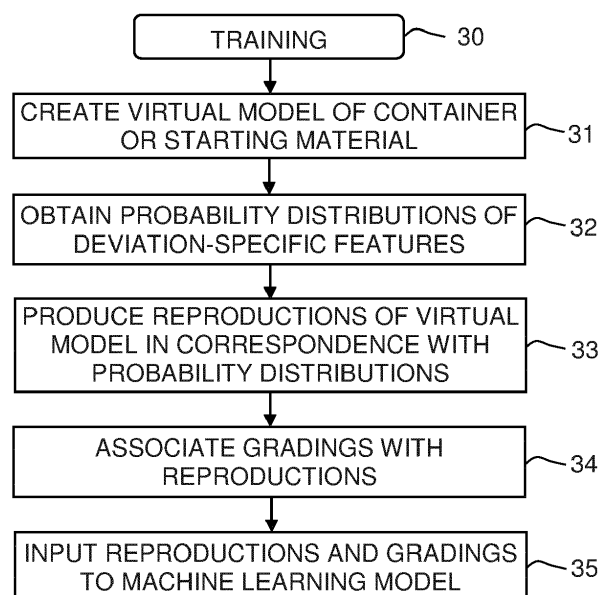 TRAINING
30
CREATE VIRTUAL MODEL OF CONTAINER
OR STARTING MATERIAL
31
OBTAIN PROBABILITY DISTRIBUTIONS OF
DEVIATION-SPECIFIC FEATURES
32
PRODUCE REPRODUCTIONS OF VIRTUAL
MODEL IN CORRESPONDENCE WITH
PROBABILITY DISTRIBUTIONS
33
ASSOCIATE GRADINGS WITH
REPRODUCTIONS
34
INPUT REPRODUCTIONS AND GRADINGS
TO MACHINE LEARNING MODEL
35